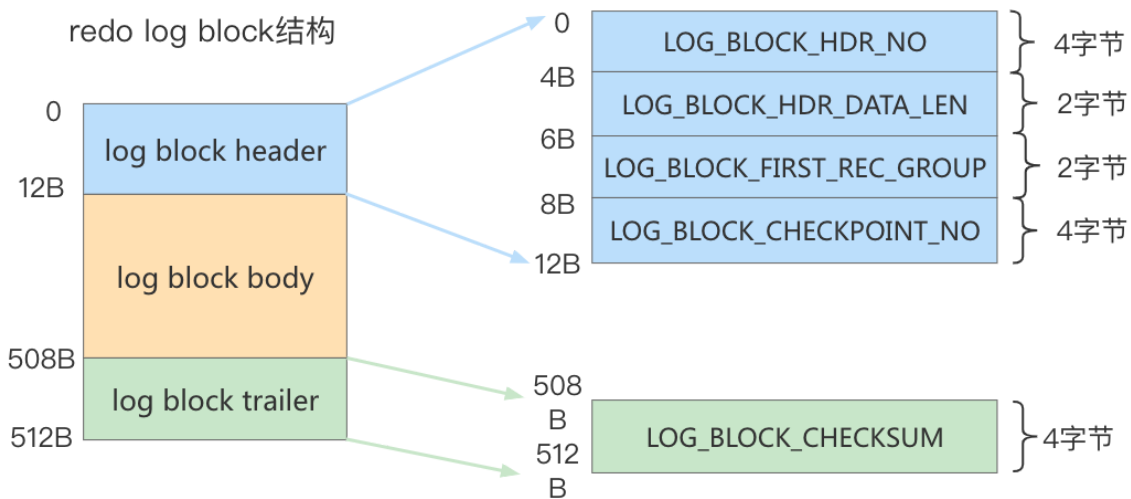 redo log block结构
0
log block header
12B
log block body
508B
log block trailer
512B
0
LOG_BLOCK_HDR_NO
4字节
4B
LOG_BLOCK_HDR_DATA_LEN
2字节
6B
LOG_BLOCK_FIRST_REC_GROUP
2字节
8B
LOG_BLOCK_CHECKPOINT_NO
4字节
12B
508
B
LOG_BLOCK_CHECKSUM
4字节
512
B